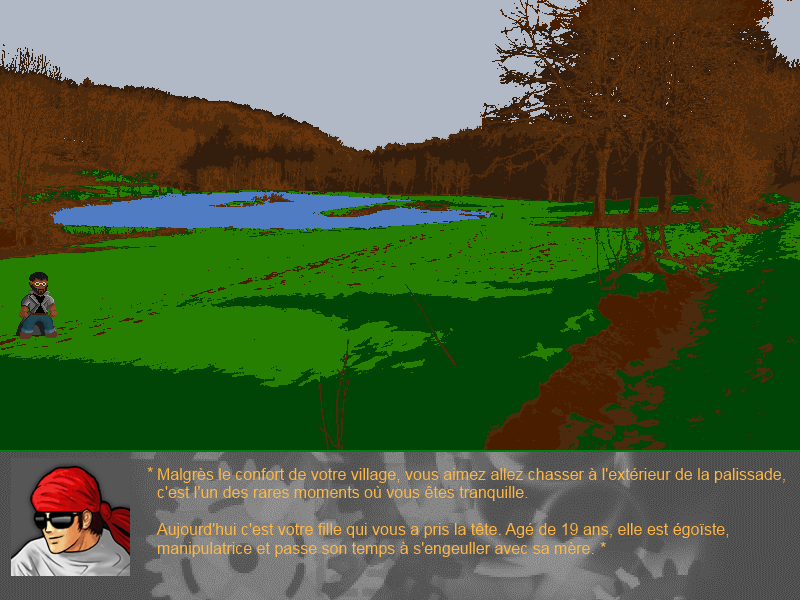 * Malgrès le confort de votre village, vous aimez allez chasser à l'extérieur de la palissade,
c'est l'un des rares moments où vous êtes tranquille.
Aujourd'hui c'est votre fille qui vous a pris la tête. Agé de 19 ans, elle est égoïste,
manipulatrice et passe son temps à s'engeuller avec sa mère. *